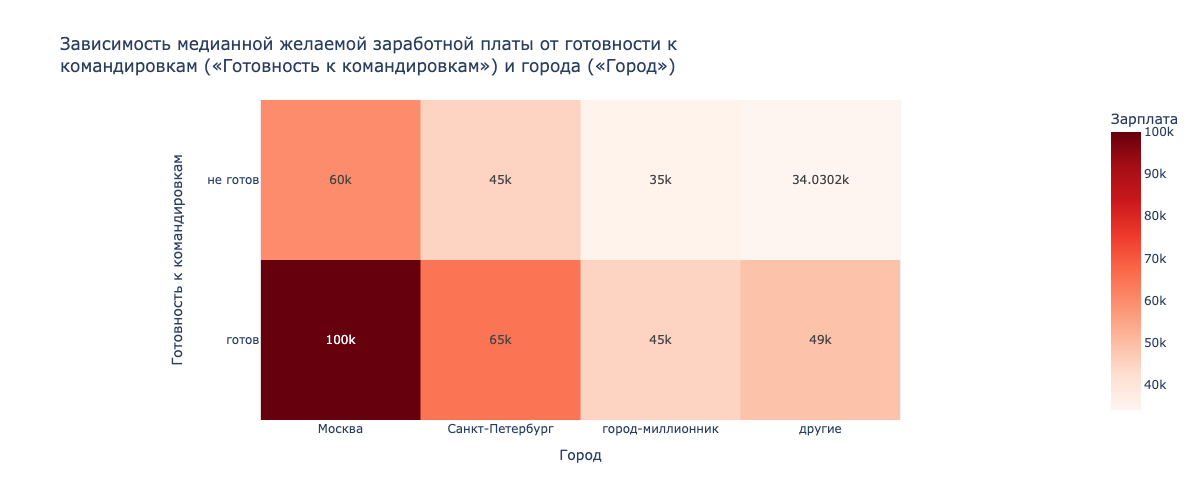 Зависимость медианной желаемой заработной платы от готовности к
командировкам («Готовность к командировкам») и города («Город»)
Готовность к командировкам
не готов
60k
45k
35k
34.0302k
готов
100k
65k
45k
49k
Москва
Санкт-Петербург
город-миллионник
другие
Город
Зарплата
100k
90k
80k
70k
60k
50k
40k